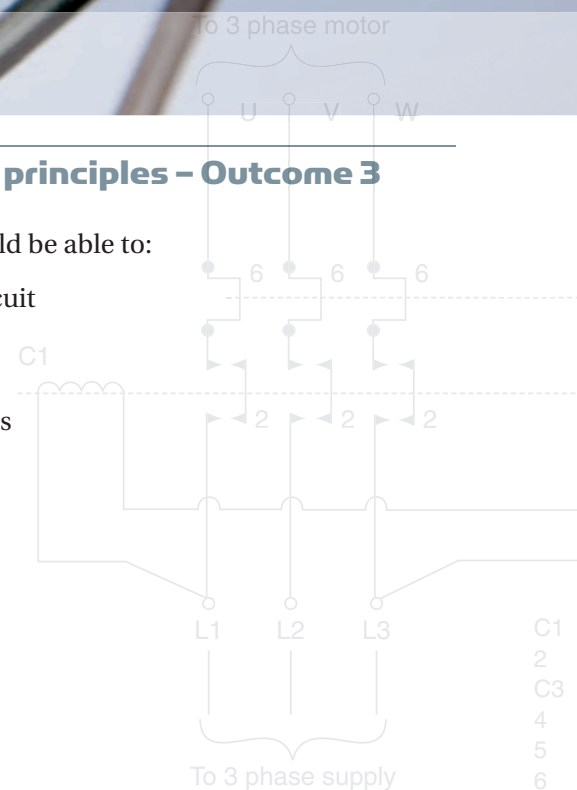 To 3 phase motor
U V W
principles – Outcome 3
ld be able to:
6 6 6
cuit
C1
s
2 2 2
L1 L2 L3
C1
2
C3
4
5
6
To 3 phase supply